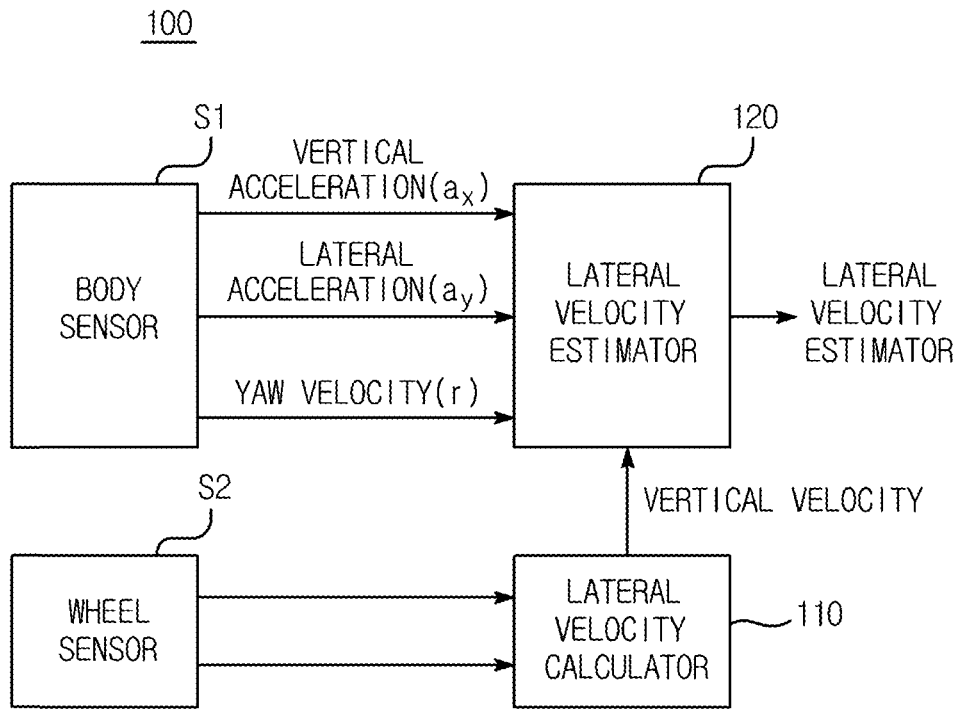 100
S1
120
VERTICAL
ACCELERATION(ax)
LATERAL
ACCELERATION(ay)
YAW VELOCITY(r)
BODY
SENSOR
LATERAL
VELOCITY
ESTIMATOR
LATERAL
VELOCITY
ESTIMATOR
S2
VERTICAL VELOCITY
WHEEL
SENSOR
LATERAL
VELOCITY
CALCULATOR
110